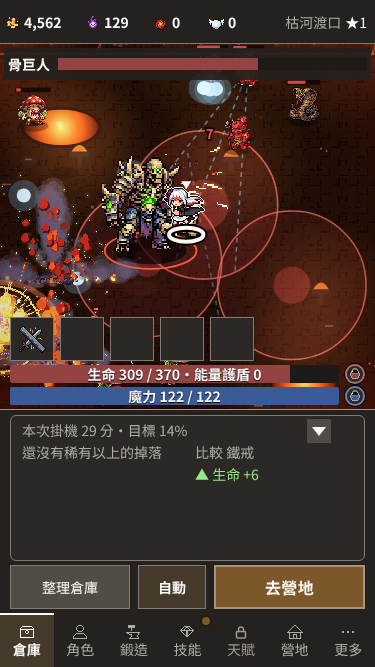 4,562 129 0 0 枯河渡口 ★1
骨巨人
7
生命 309 / 370・能量護盾 0
魔力 122 / 122
本次掛機 29 分・目標 14%
還沒有稀有以上的掉落
比較 鐵戒
▲ 生命 +6
整理倉庫 自動 去營地
倉庫 角色 鍛造 技能 天賦 營地 更多